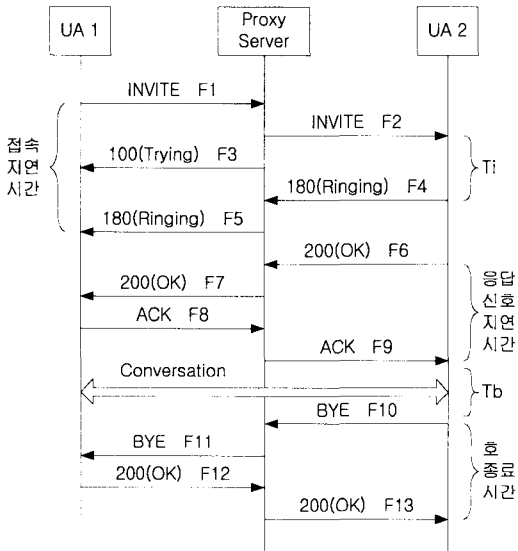 UA 1
Proxy
Server
UA 2
INVITE F1
INVITE F2
접속
지연
시간
100(Trying) F3
Ti
180(Ringing) F4
180(Ringing) F5
200(OK) F6
200(OK) F7
응답
신호
지연
시간
ACK F8
ACK F9
Conversation
Tb
BYE F10
BYE F11
호
종료
시간
200(OK) F12
200(OK) F13